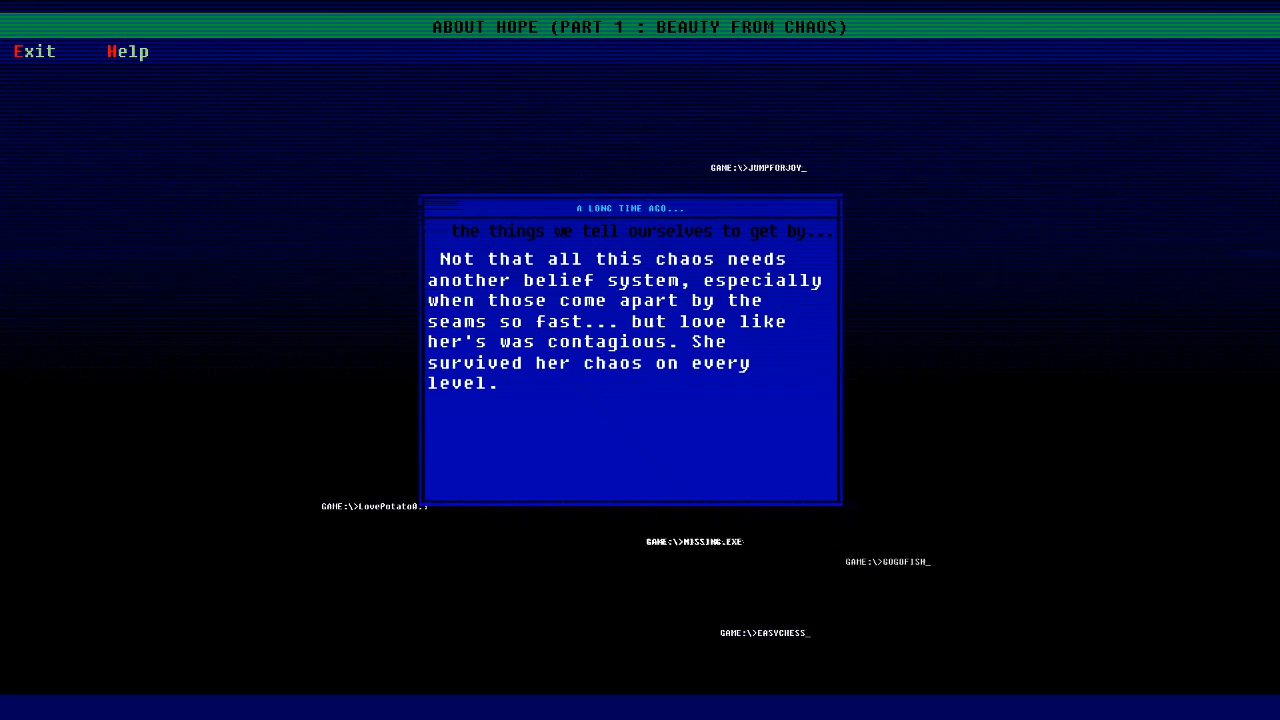 ABOUT HOPE (PART 1 : BEAUTY FROM CHAOS)
Exit Help
GAME:\>JUMPFORJOY_
A LONG TIME AGO...
the things we tell ourselves to get by...
Not that all this chaos needs
another belief system, especially
when those come apart by the
seams so fast... but love like
her's was contagious. She
survived her chaos on every
level.
GAME:\>LovePotato0.
GAME:\>MISSING.EXE
GAME:\>GOGOFISH_
GAME:\>EASYCHESS_